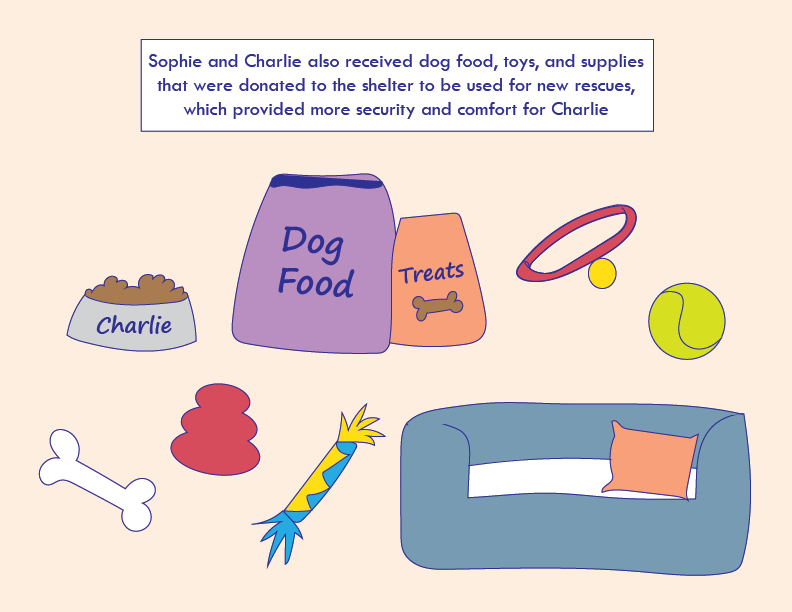 Sophie and Charlie also received dog food, toys, and supplies
that were donated to the shelter to be used for new rescues,
which provided more security and comfort for Charlie
Dog
Food
Treats
Charlie